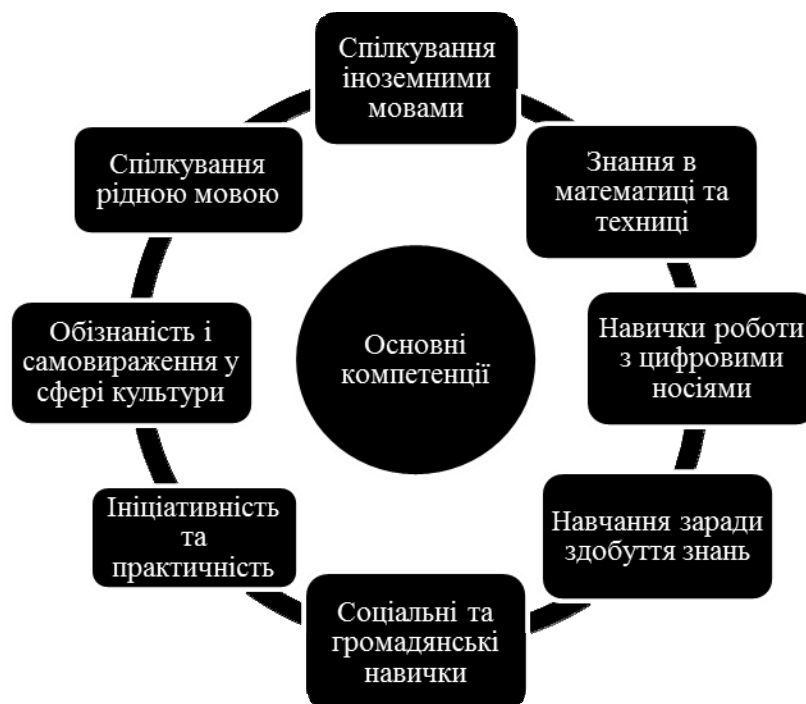 Спілкування
іноземними
мовами
Знання в
математиці та
техниці
Навички роботи
з цифровими
носіями
Навчання заради
здобуття знань
Соціальні та
громадянські
навички
Ініціативність
та
практичність
Обізнаність і
самовираження у
сфері культури
Спілкування
рідною мовою
Основні
компетенції